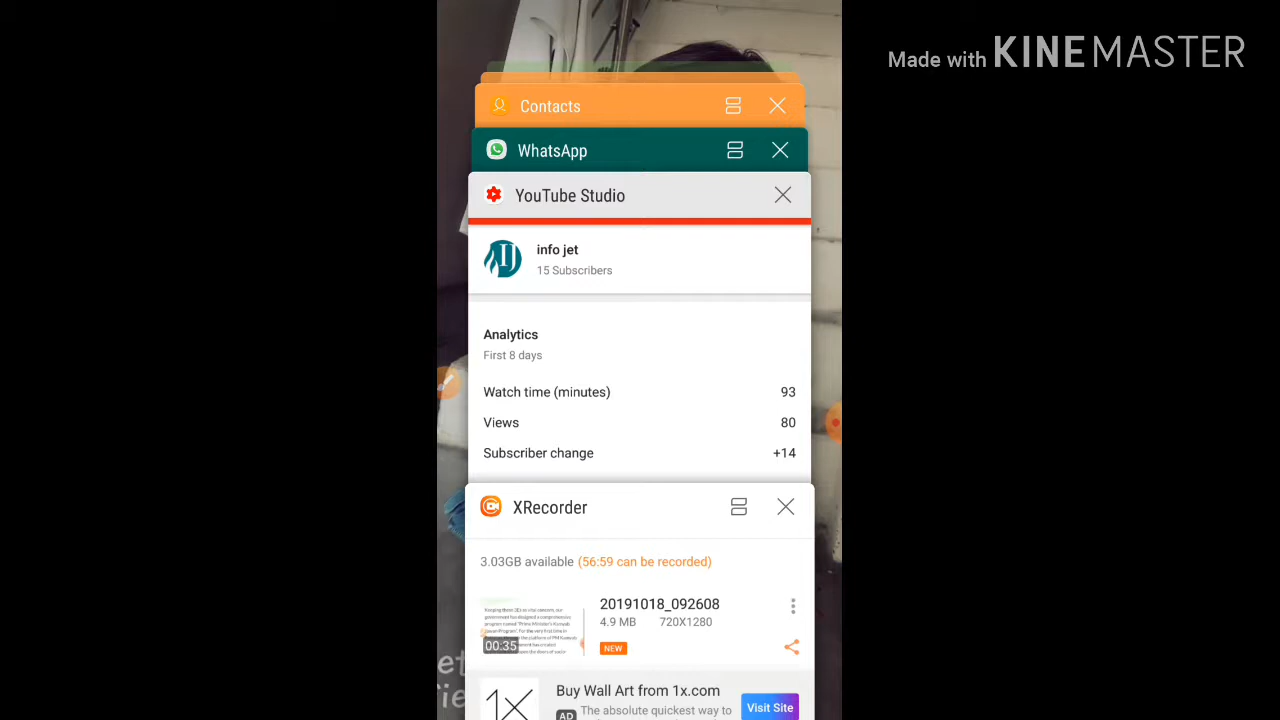 Made with KINEMASTER
Contacts
WhatsApp
YouTube Studio
info jet
15 Subscribers
Analytics
First 8 days
Watch time (minutes) 93
Views 80
Subscriber change +14
XRecorder
3.03GB available (56:59 can be recorded)
20191018_092608
4.9 MB 720X1280
00:35
NEW
Buy Wall Art from 1x.com
1X
AD The absolute quickest way to
Visit Site